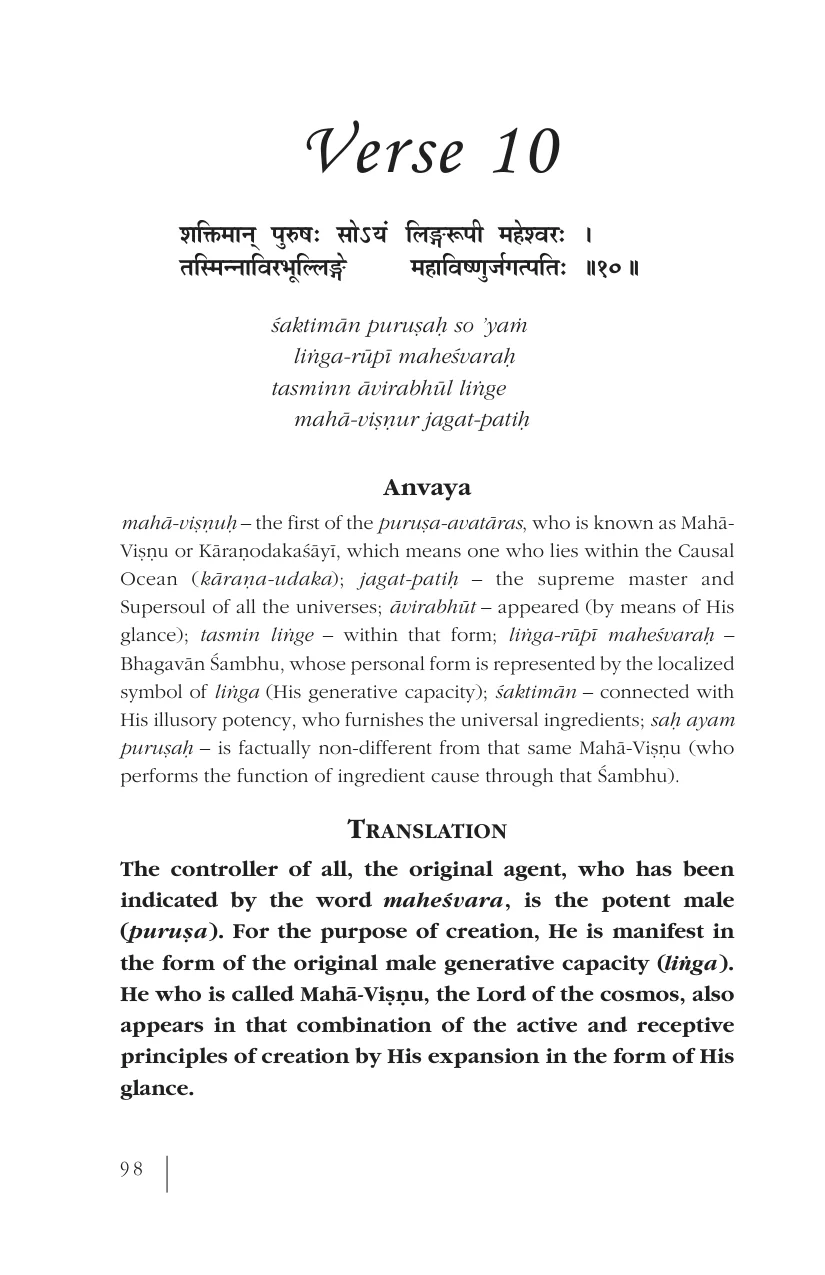 Verse 10
शक्तिमान् पुरुषः सोऽयं लिङ्गरूपी महेश्वरः ।
तस्मिन्नाविरभूल्लिङ्गे महाविष्णुर्जगत्पतिः ॥१०॥
śaktimān puruṣaḥ so ’yaṁ
liṅga-rūpī maheśvaraḥ
tasminn āvirabhūl liṅge
mahā-viṣṇur jagat-patiḥ
Anvaya
mahā-viṣṇuḥ – the first of the puruṣa-avatāras, who is known as Mahā-
Viṣṇu or Kāraṇodakaśāyī, which means one who lies within the Causal
Ocean (kāraṇa-udaka); jagat-patiḥ – the supreme master and
Supersoul of all the universes; āvirabhūt – appeared (by means of His
glance); tasmin liṅge – within that form; liṅga-rūpī maheśvaraḥ –
Bhagavān Śambhu, whose personal form is represented by the localized
symbol of liṅga (His generative capacity); śaktimān – connected with
His illusory potency, who furnishes the universal ingredients; saḥ ayam
puruṣaḥ – is factually non-different from that same Mahā-Viṣṇu (who
performs the function of ingredient cause through that Śambhu).
TRANSLATION
The controller of all, the original agent, who has been
indicated by the word maheśvara, is the potent male
(puruṣa). For the purpose of creation, He is manifest in
the form of the original male generative capacity (liṅga).
He who is called Mahā-Viṣṇu, the Lord of the cosmos, also
appears in that combination of the active and receptive
principles of creation by His expansion in the form of His
glance.
98